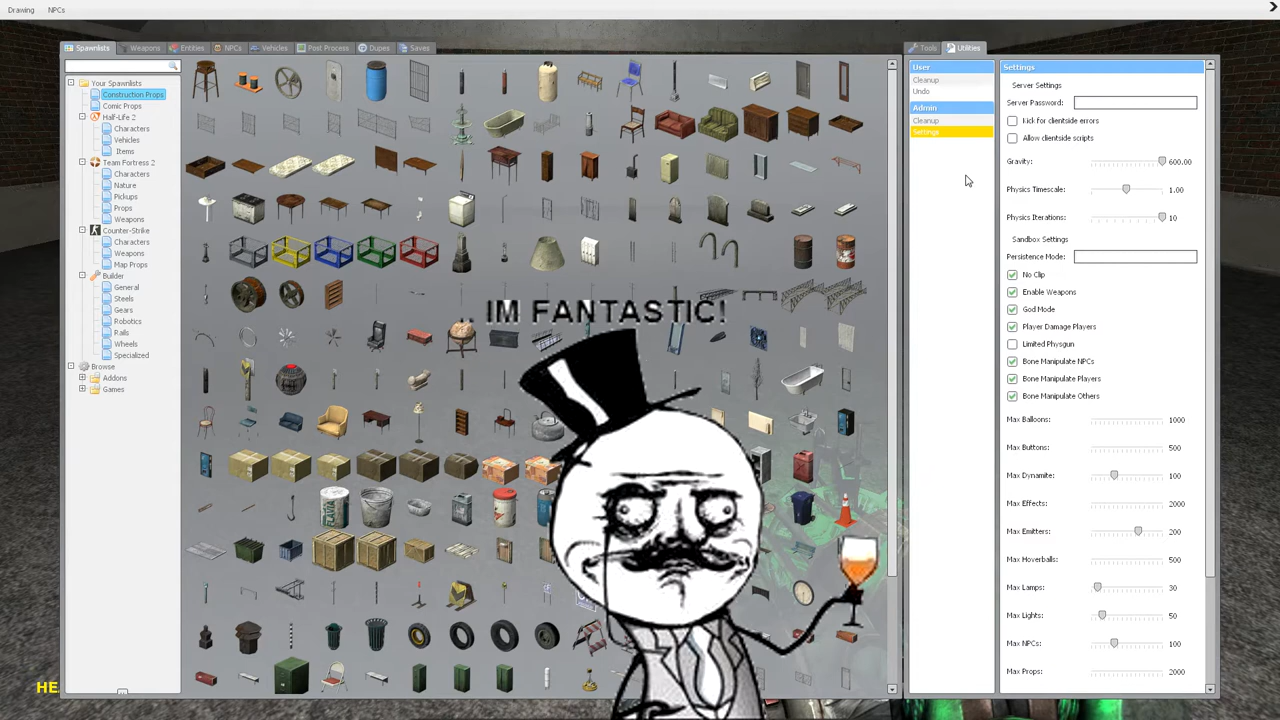 Drawing NPCs
Spawnlists Weapons Entities NPCs Vehicles Post Process Dupes Saves
Tools Utilities
Your Spawnlists
Construction Props
Comic Props
Half-Life 2
Characters
Vehicles
Items
Team Fortress 2
Characters
Nature
Pickups
Props
Weapons
Counter-Strike
Characters
Weapons
Map Props
Builder
General
Steels
Gears
Robotics
Rails
Wheels
Specialized
Browse
Addons
Games
.. IM FANTASTIC!
HE
User
Cleanup
Undo
Admin
Cleanup
Settings
Settings
Server Settings
Server Password:
Kick for clientside errors
Allow clientside scripts
Gravity: 600.00
Physics Timescale: 1.00
Physics Iterations: 10
Sandbox Settings
Persistence Mode:
No Clip
Enable Weapons
God Mode
Player Damage Players
Limited Physgun
Bone Manipulate NPCs
Bone Manipulate Players
Bone Manipulate Others
Max Balloons: 1000
Max Buttons: 500
Max Dynamite: 100
Max Effects: 2000
Max Emitters: 200
Max Hoverballs: 500
Max Lamps: 30
Max Lights: 50
Max NPCs: 100
Max Props: 2000